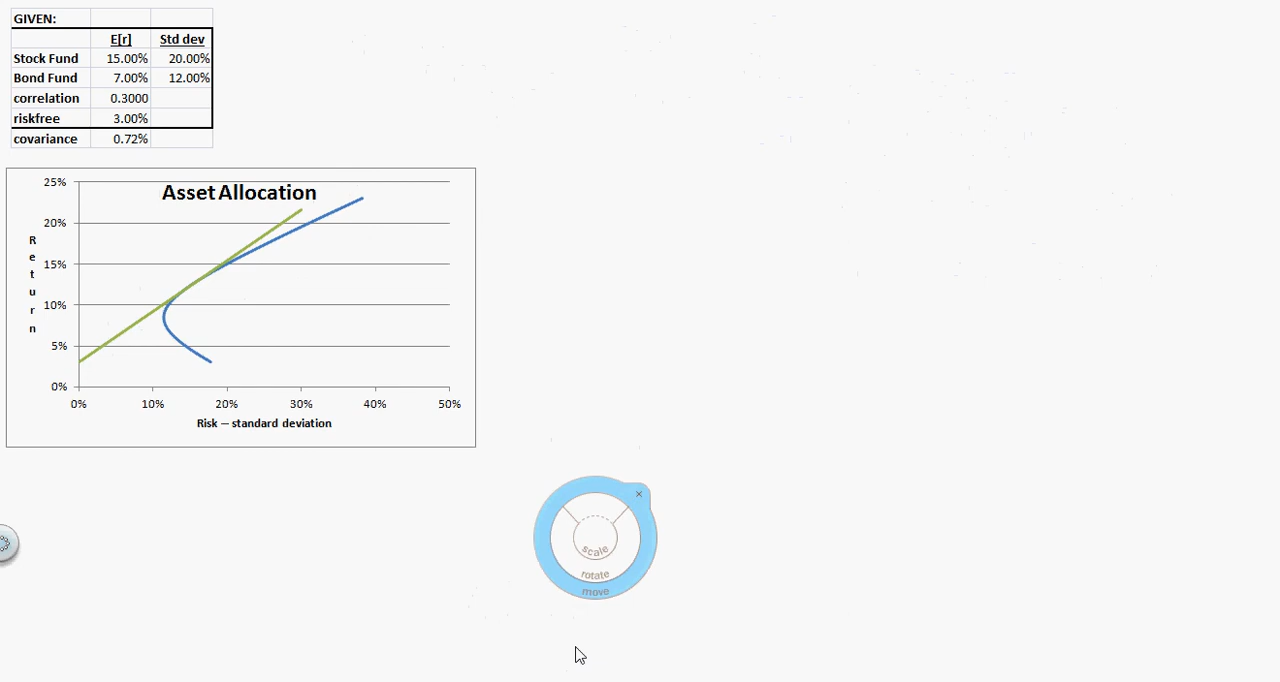 GIVEN:
E[r] Std dev
Stock Fund 15.00% 20.00%
Bond Fund 7.00% 12.00%
correlation 0.3000
riskfree 3.00%
covariance 0.72%
Asset Allocation
25%
20%
15%
10%
5%
0%
Return
0% 10% 20% 30% 40% 50%
Risk – standard deviation
×
scale
rotate
move